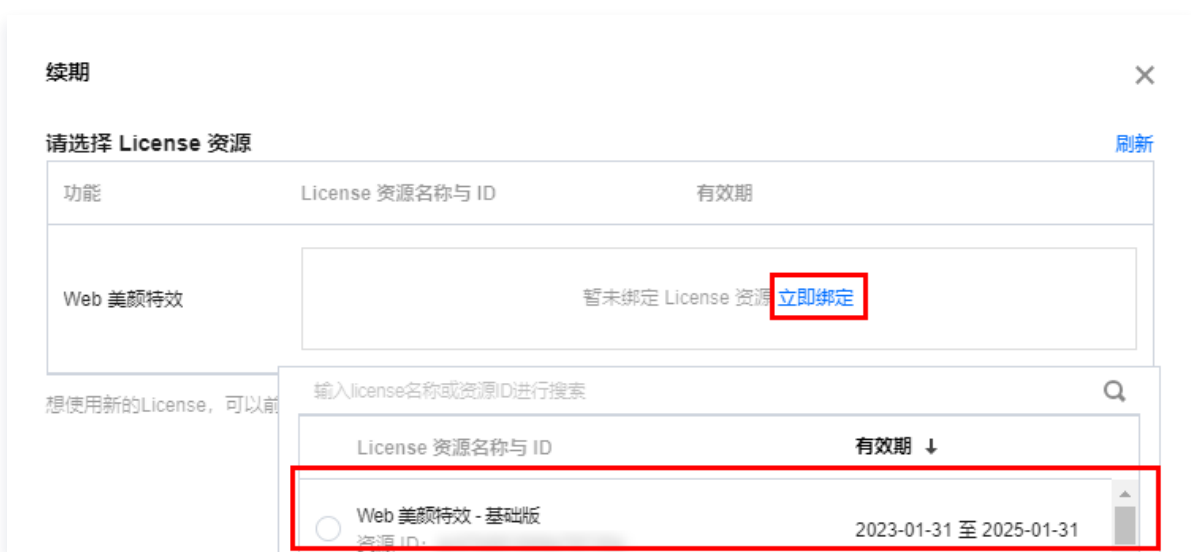 续期
请选择 License 资源 刷新
功能 License 资源名称与 ID 有效期
Web 美颜特效 暂未绑定 License 资源 立即绑定
想使用新的License，可以前
输入license名称或资源ID进行搜索
License 资源名称与 ID 有效期 ↓
Web 美颜特效 - 基础版
资源 ID：
2023-01-31 至 2025-01-31